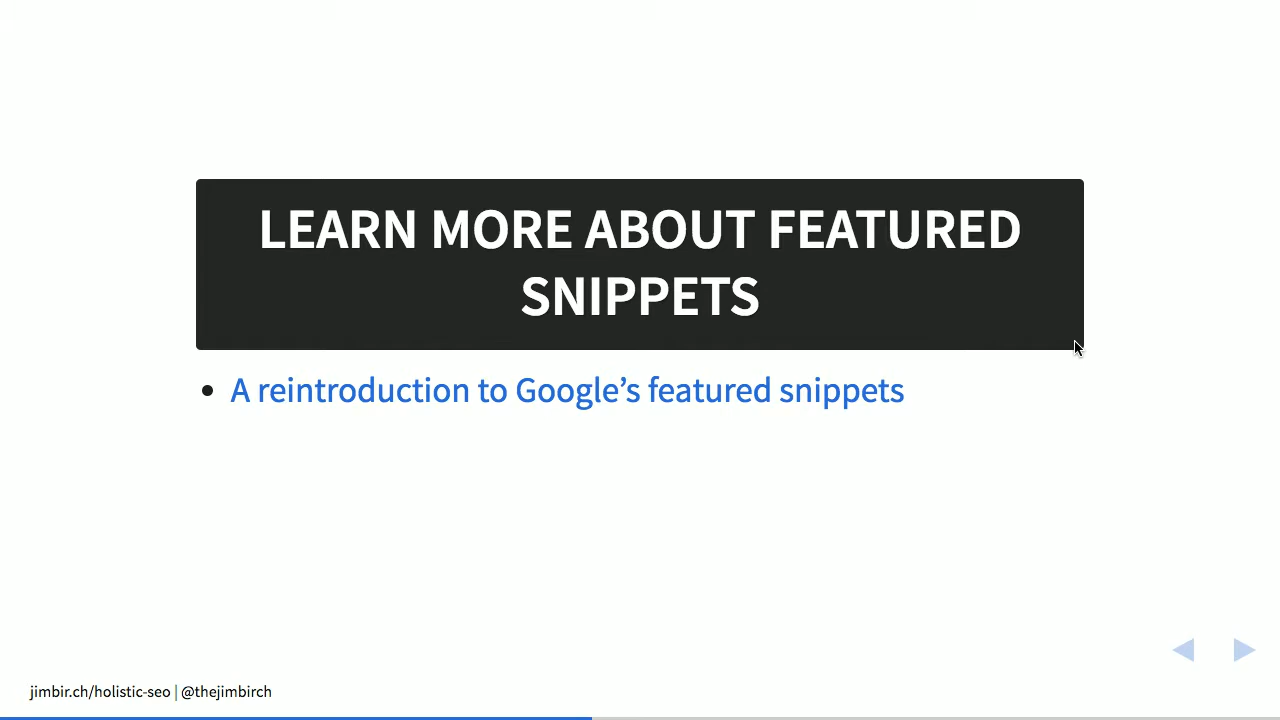 LEARN MORE ABOUT FEATURED
SNIPPETS
• A reintroduction to Google’s featured snippets
jimbir.ch/holistic-seo | @thejimbirch